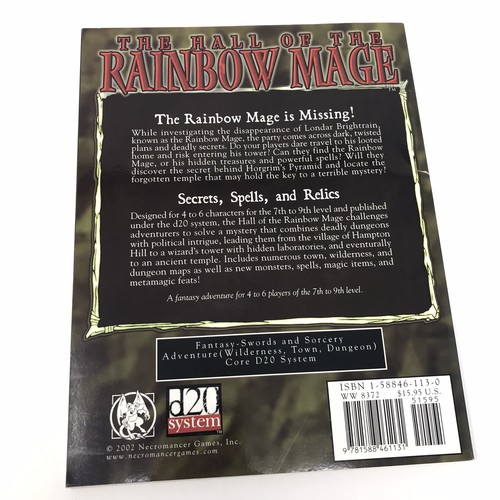 THE HALL OF THE
RAINBOW MAGE
TM
The Rainbow Mage is Missing!
While investigating the disappearance of Londar Brightrain,
known as the Rainbow Mage, the party comes across dark, twisted
plans and deadly secrets. Do your players dare travel to his looted
home and risk entering his tower? Can they find the Rainbow
Mage, or his hidden treasures and powerful spells? Will they
discover the secret behind Horgrim's Pyramid and locate the
forgotten temple that may hold the key to a terrible mystery?
Secrets, Spells, and Relics
Designed for 4 to 6 characters for the 7th to 9th level and published
under the d20 system, the Hall of the Rainbow Mage challenges
adventurers to solve a mystery that combines deadly dungeons
with political intrigue, leading them from the village of Hampton
Hill to a wizard's tower with hidden laboratories, and eventurally
to an ancient temple. Includes numerous town, wilderness, and
dungeon maps as well as new monsters, spells, magic items, and
metamagic feats!
A fantasy adventure for 4 to 6 players of the 7th to 9th level.
Fantasy-Swords and Sorcery
Adventure(Wilderness, Town, Dungeon)
Core D20 System
d20
system
TM
© 2002 Necromancer Games, Inc.
www.necromancergames.com
ISBN 1-58846-113-0
WW 8372 $15.95 U.S.
51595
9 781588 461131